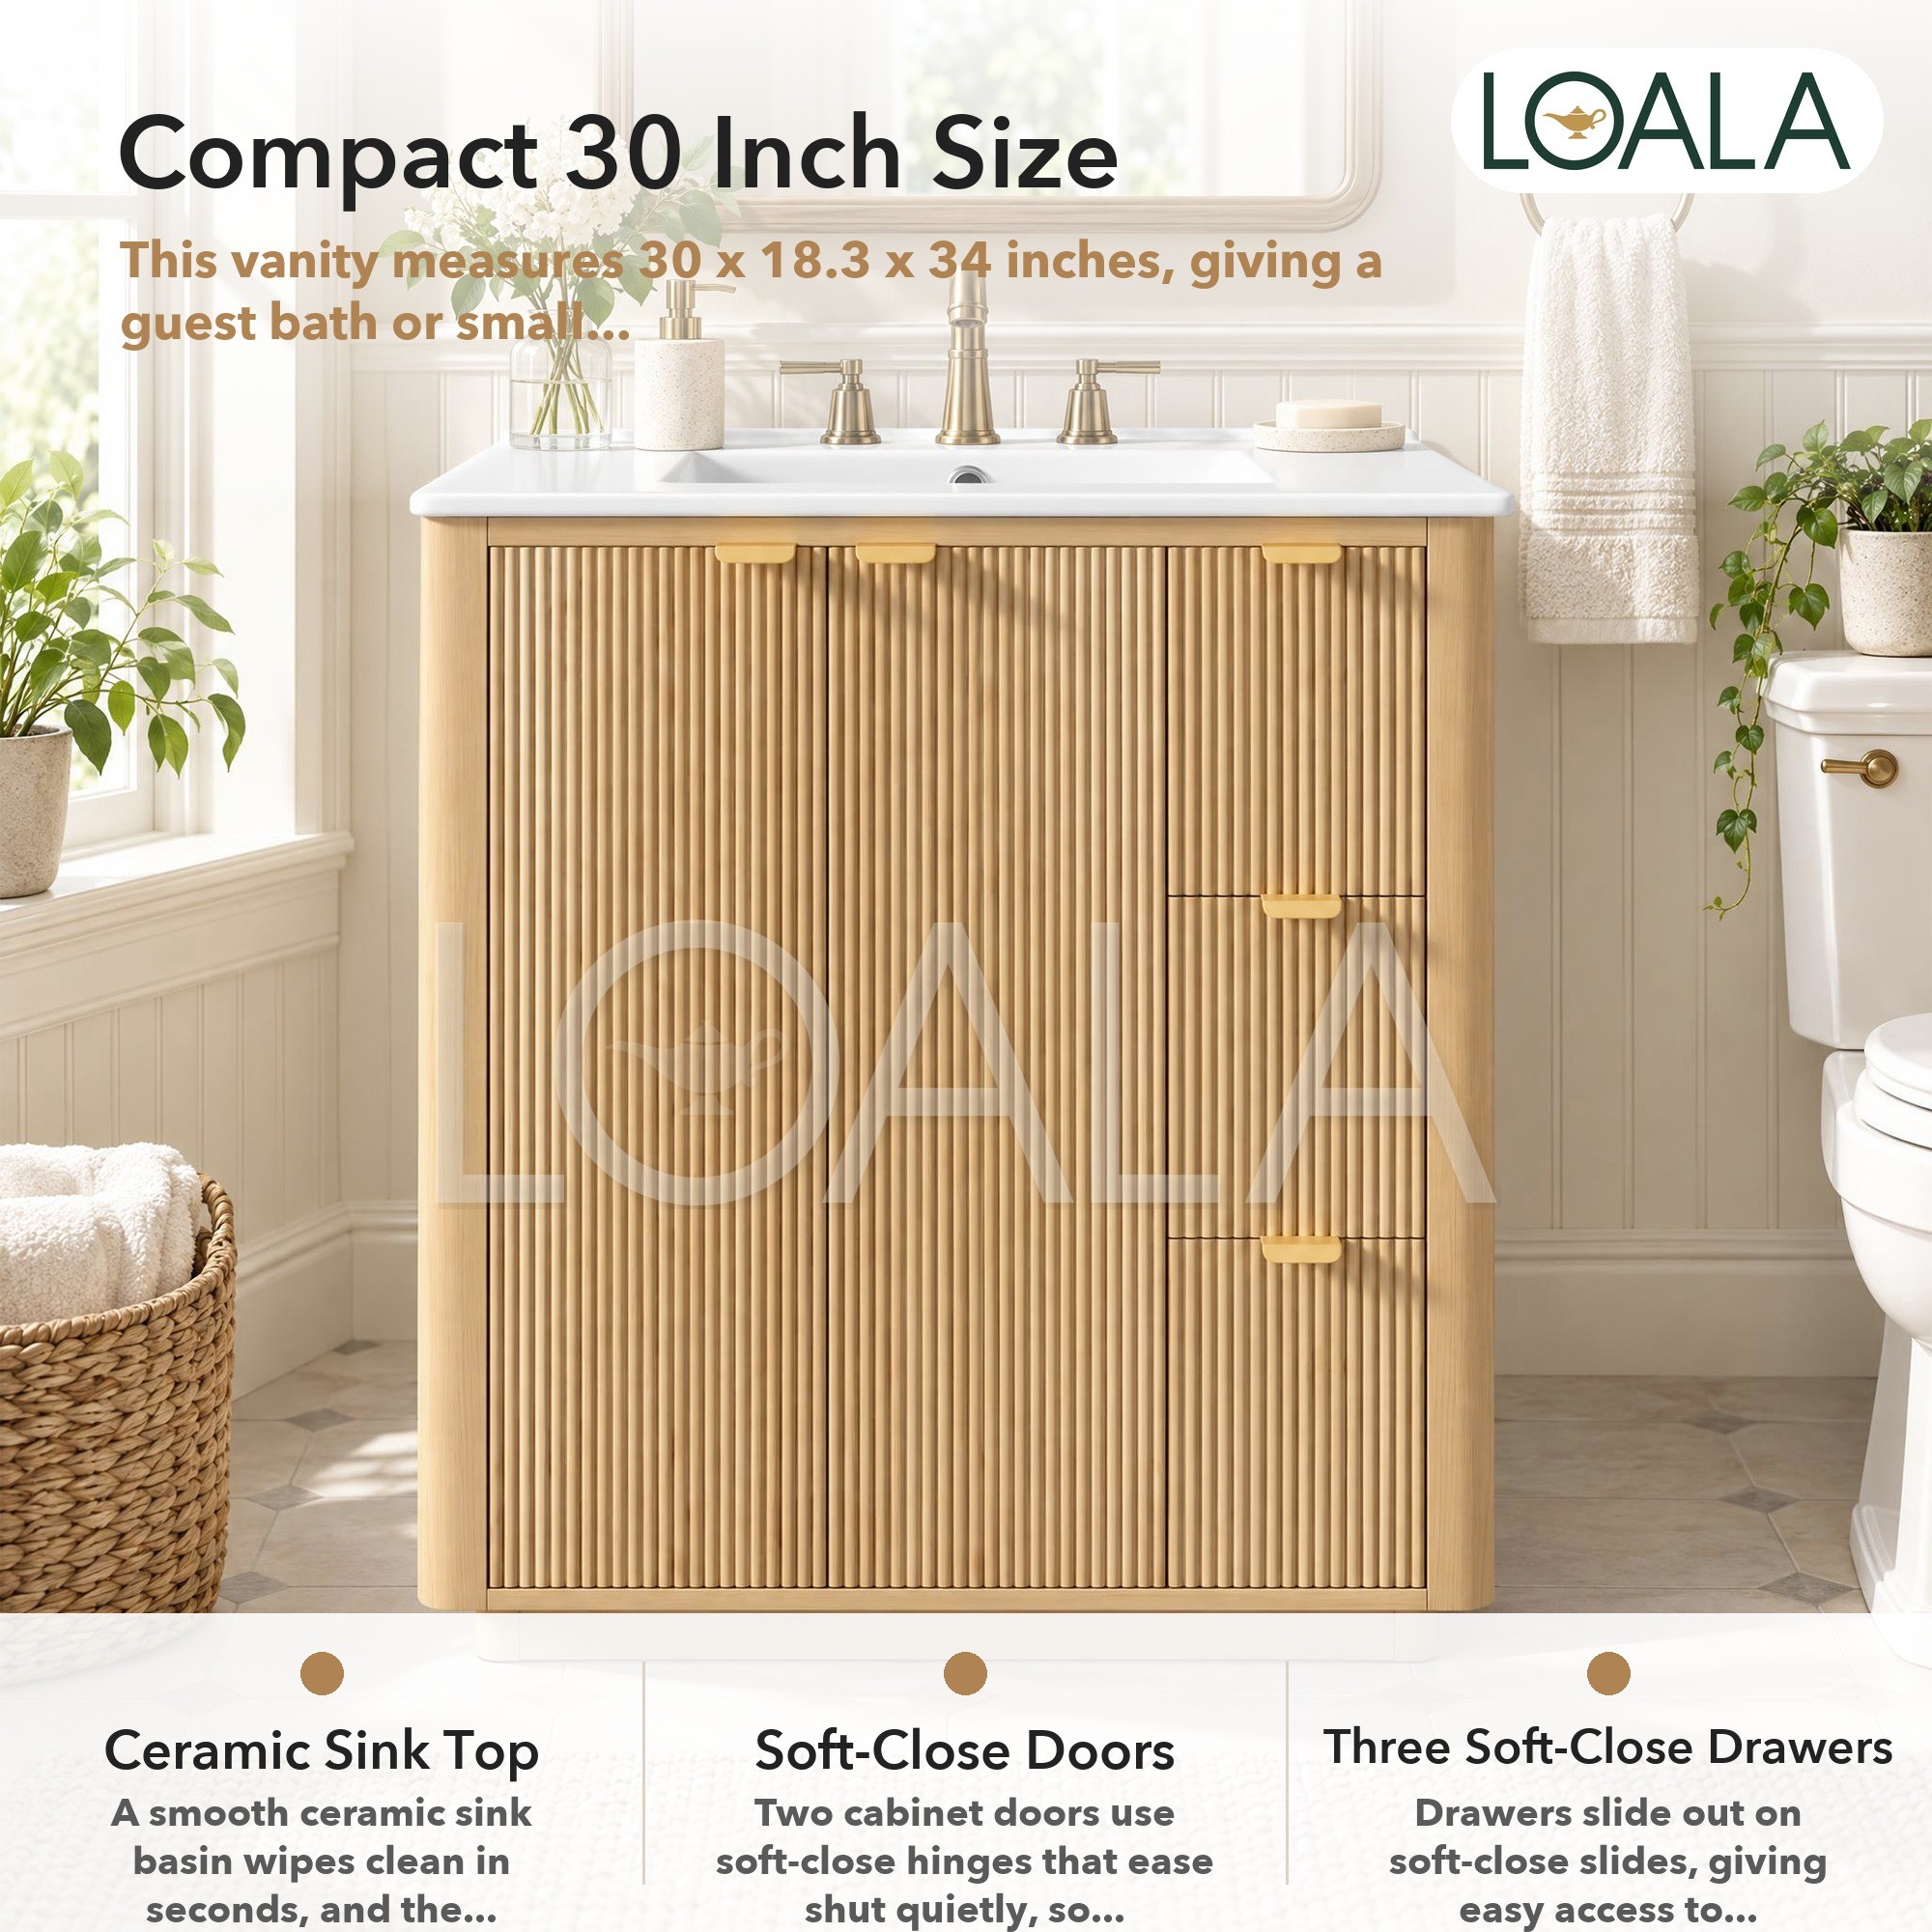 LOALA
Compact 30 Inch Size
This vanity measures 30 x 18.3 x 34 inches, giving a
guest bath or small...
LOALA
Ceramic Sink Top
A smooth ceramic sink
basin wipes clean in
seconds, and the...
Soft-Close Doors
Two cabinet doors use
soft-close hinges that ease
shut quietly, so...
Three Soft-Close Drawers
Drawers slide out on
soft-close slides, giving
easy access to...